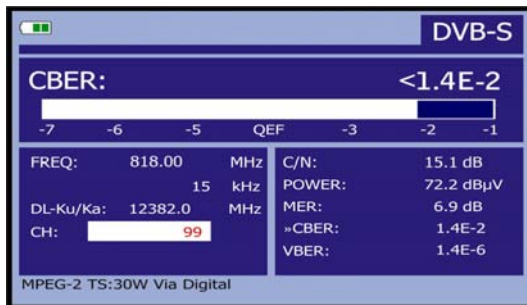 DVB-S
CBER: <1.4E-2
-7 -6 -5 QEF -3 -2 -1
FREQ: 818.00 MHz
15 kHz
DL-Ku/Ka: 12382.0 MHz
CH: 99
C/N: 15.1 dB
POWER: 72.2 dBµV
MER: 6.9 dB
»CBER: 1.4E-2
VBER: 1.4E-6
MPEG-2 TS:30W Via Digital